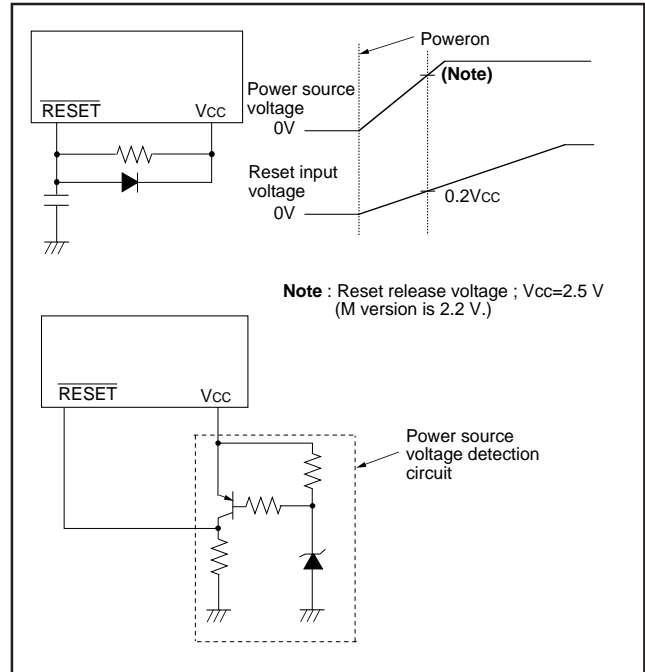 Poweron
(Note)
Power source
voltage
0V
RESET
VCC
Reset input
voltage
0V
0.2VCC
Note : Reset release voltage ; Vcc=2.5 V
(M version is 2.2 V.)
RESET
VCC
Power source
voltage detection
circuit